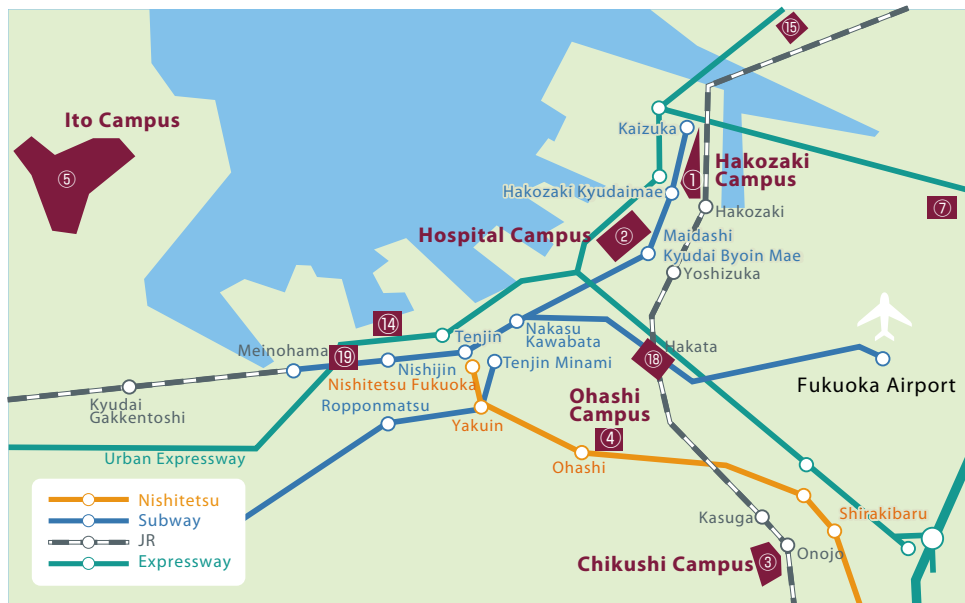 ⑮
Ito Campus
Kaizuka
⑤
Hakozaki
Campus
①
Hakozaki Kyudaimae
Hakozaki
⑦
Hospital Campus
②
Maidashi
Kyudai Byoin Mae
Yoshizuka
⑭
Tenjin
Nakasu
Kawabata
Meinohama
⑲
Nishijin
Tenjin Minami
⑱
Hakata
Nishitetsu Fukuoka
Fukuoka Airport
Kyudai
Gakkentoshi
Ropponmatsu
Ohashi
Campus
Yakuin
④
Urban Expressway
Ohashi
Nishitetsu
Subway
JR
Expressway
Kasuga
Shirakibaru
Onojo
Chikushi Campus
③